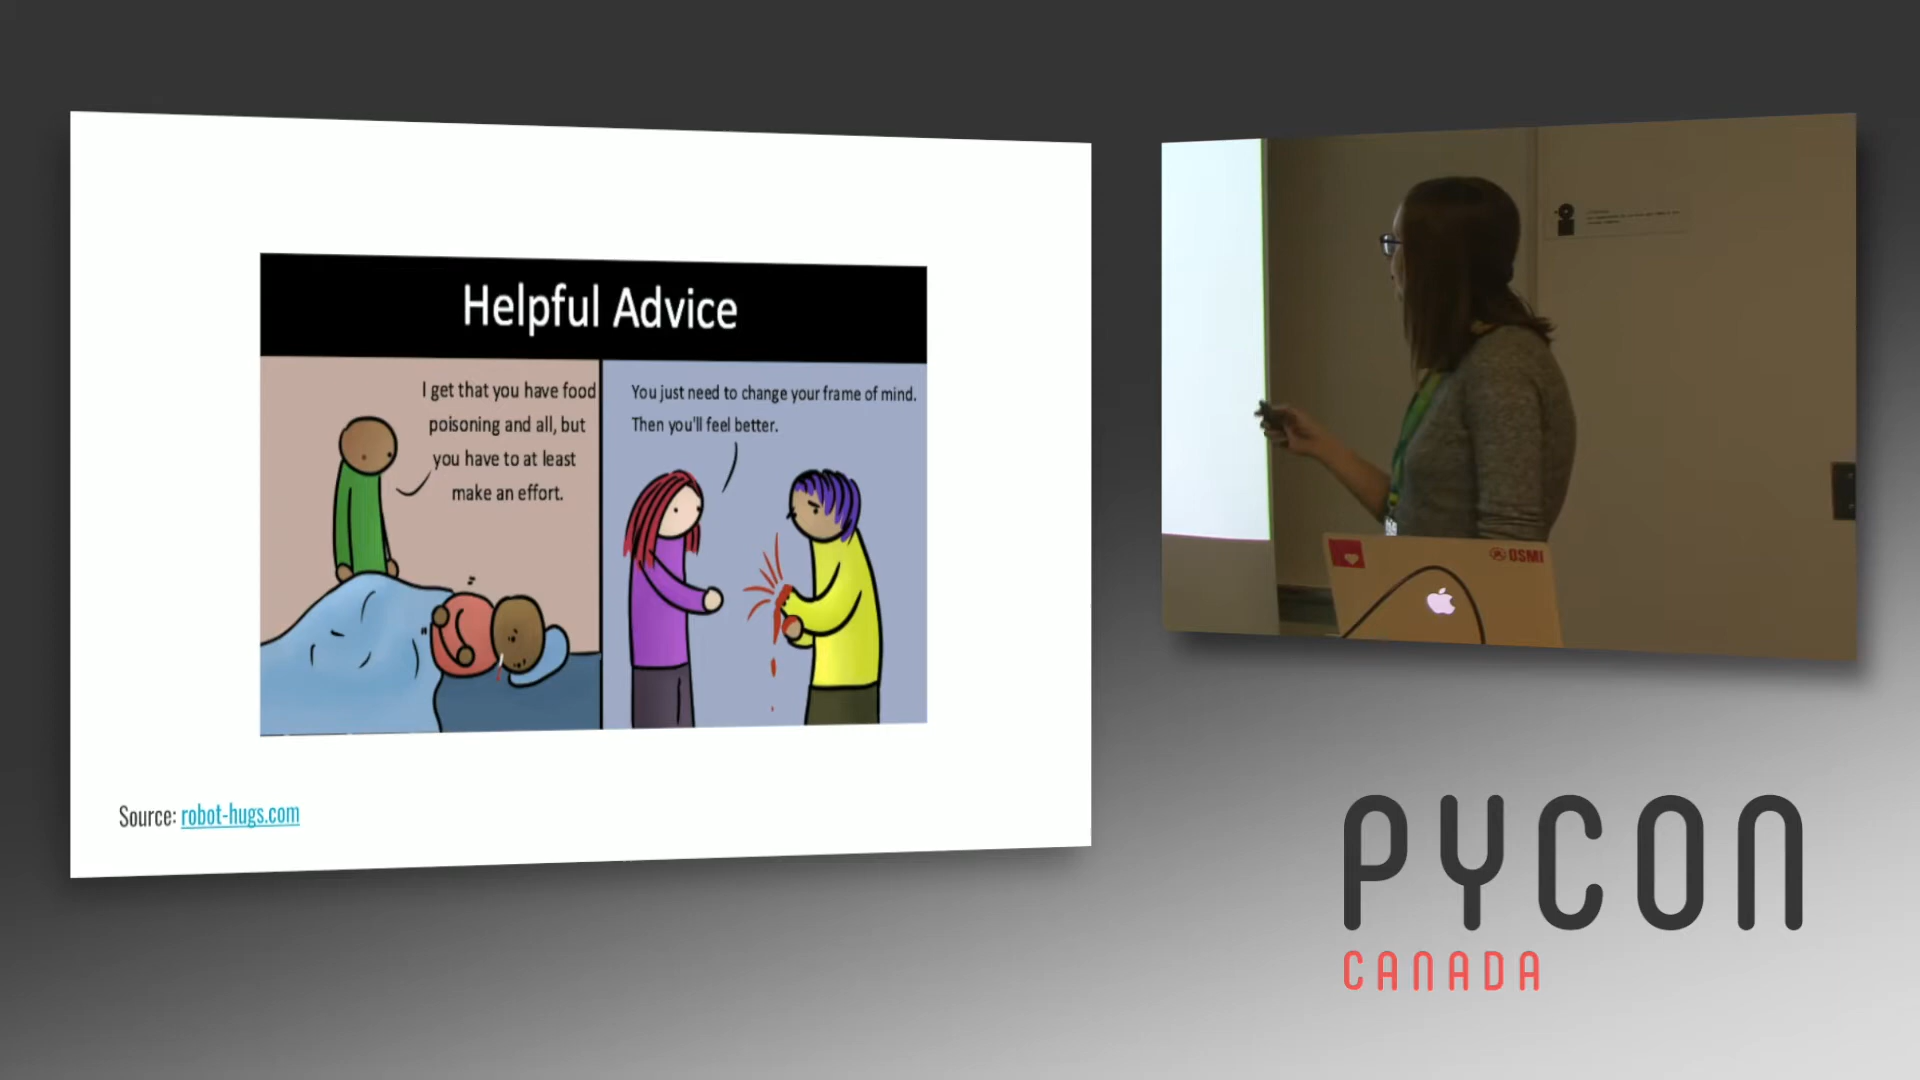 Helpful Advice
I get that you have food
poisoning and all, but
you have to at least
make an effort.
You just need to change your frame of mind.
Then you'll feel better.
Source: robot-hugs.com
OSMI
PYCON
CANADA